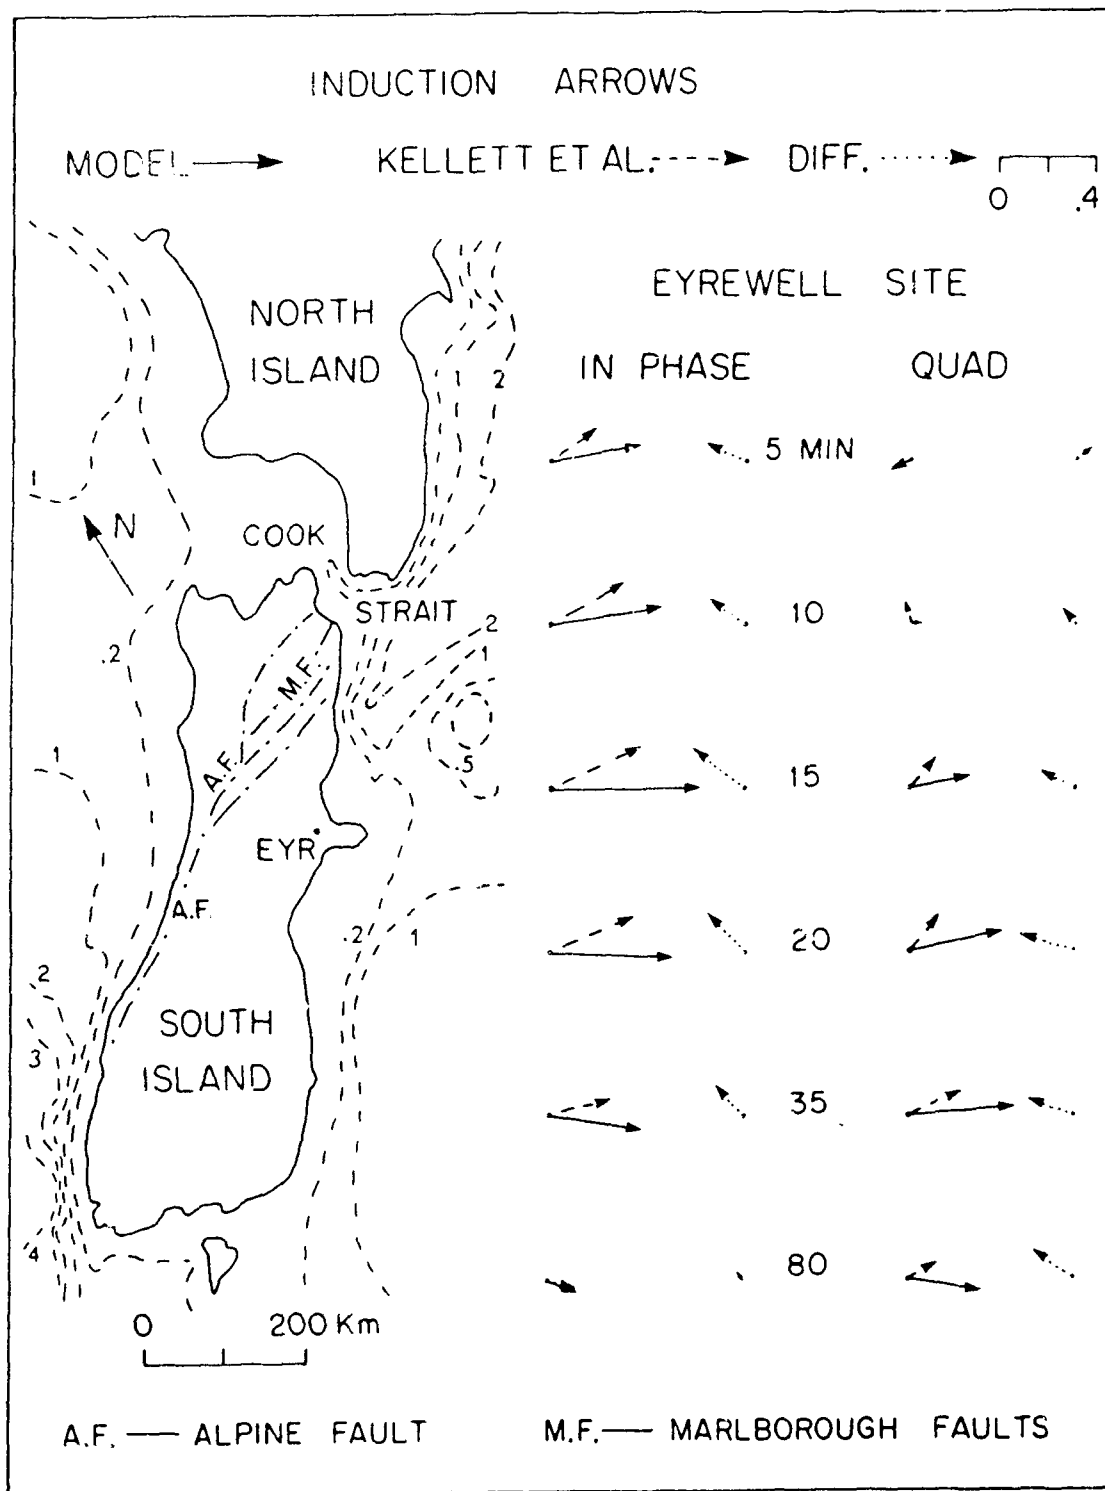 INDUCTION ARROWS
MODEL KELLETT ET AL. DIFF.
0 .4
EYREWELL SITE
IN PHASE QUAD
NORTH
ISLAND
1 2
5 MIN
1
N
COOK
STRAIT
10
.2
2
1
M.F.
A.F.
.5
1
15
EYR
A.F.
.2 1
20
2
SOUTH
3
ISLAND
35
4
80
0 200 Km
A.F. — ALPINE FAULT M.F. — MARLBOROUGH FAULTS